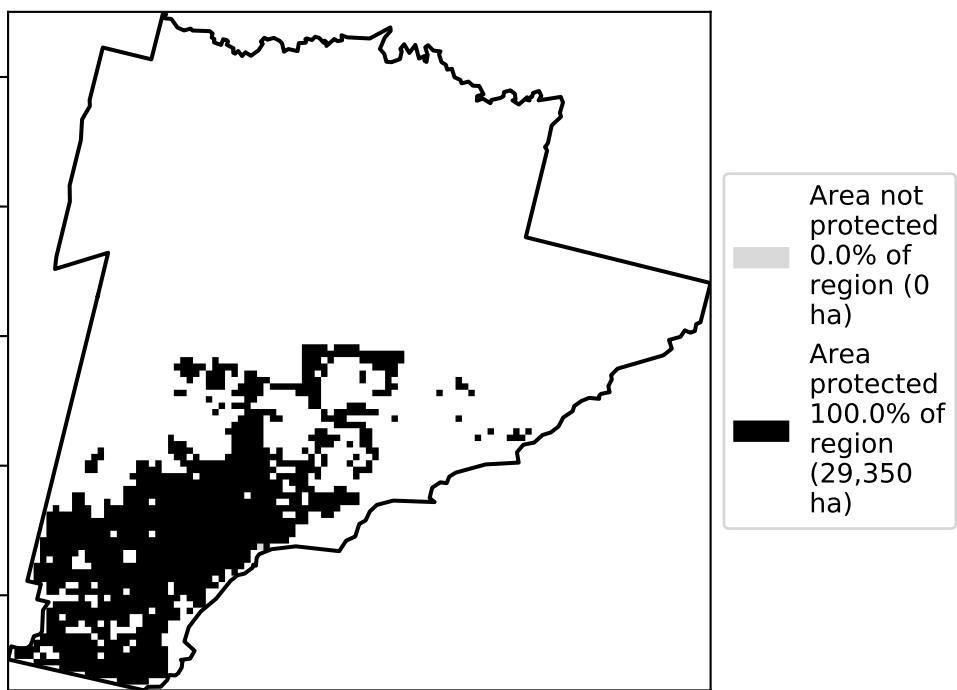 Area not
protected
0.0% of
region (0
ha)
Area
protected
100.0% of
region
(29,350
ha)